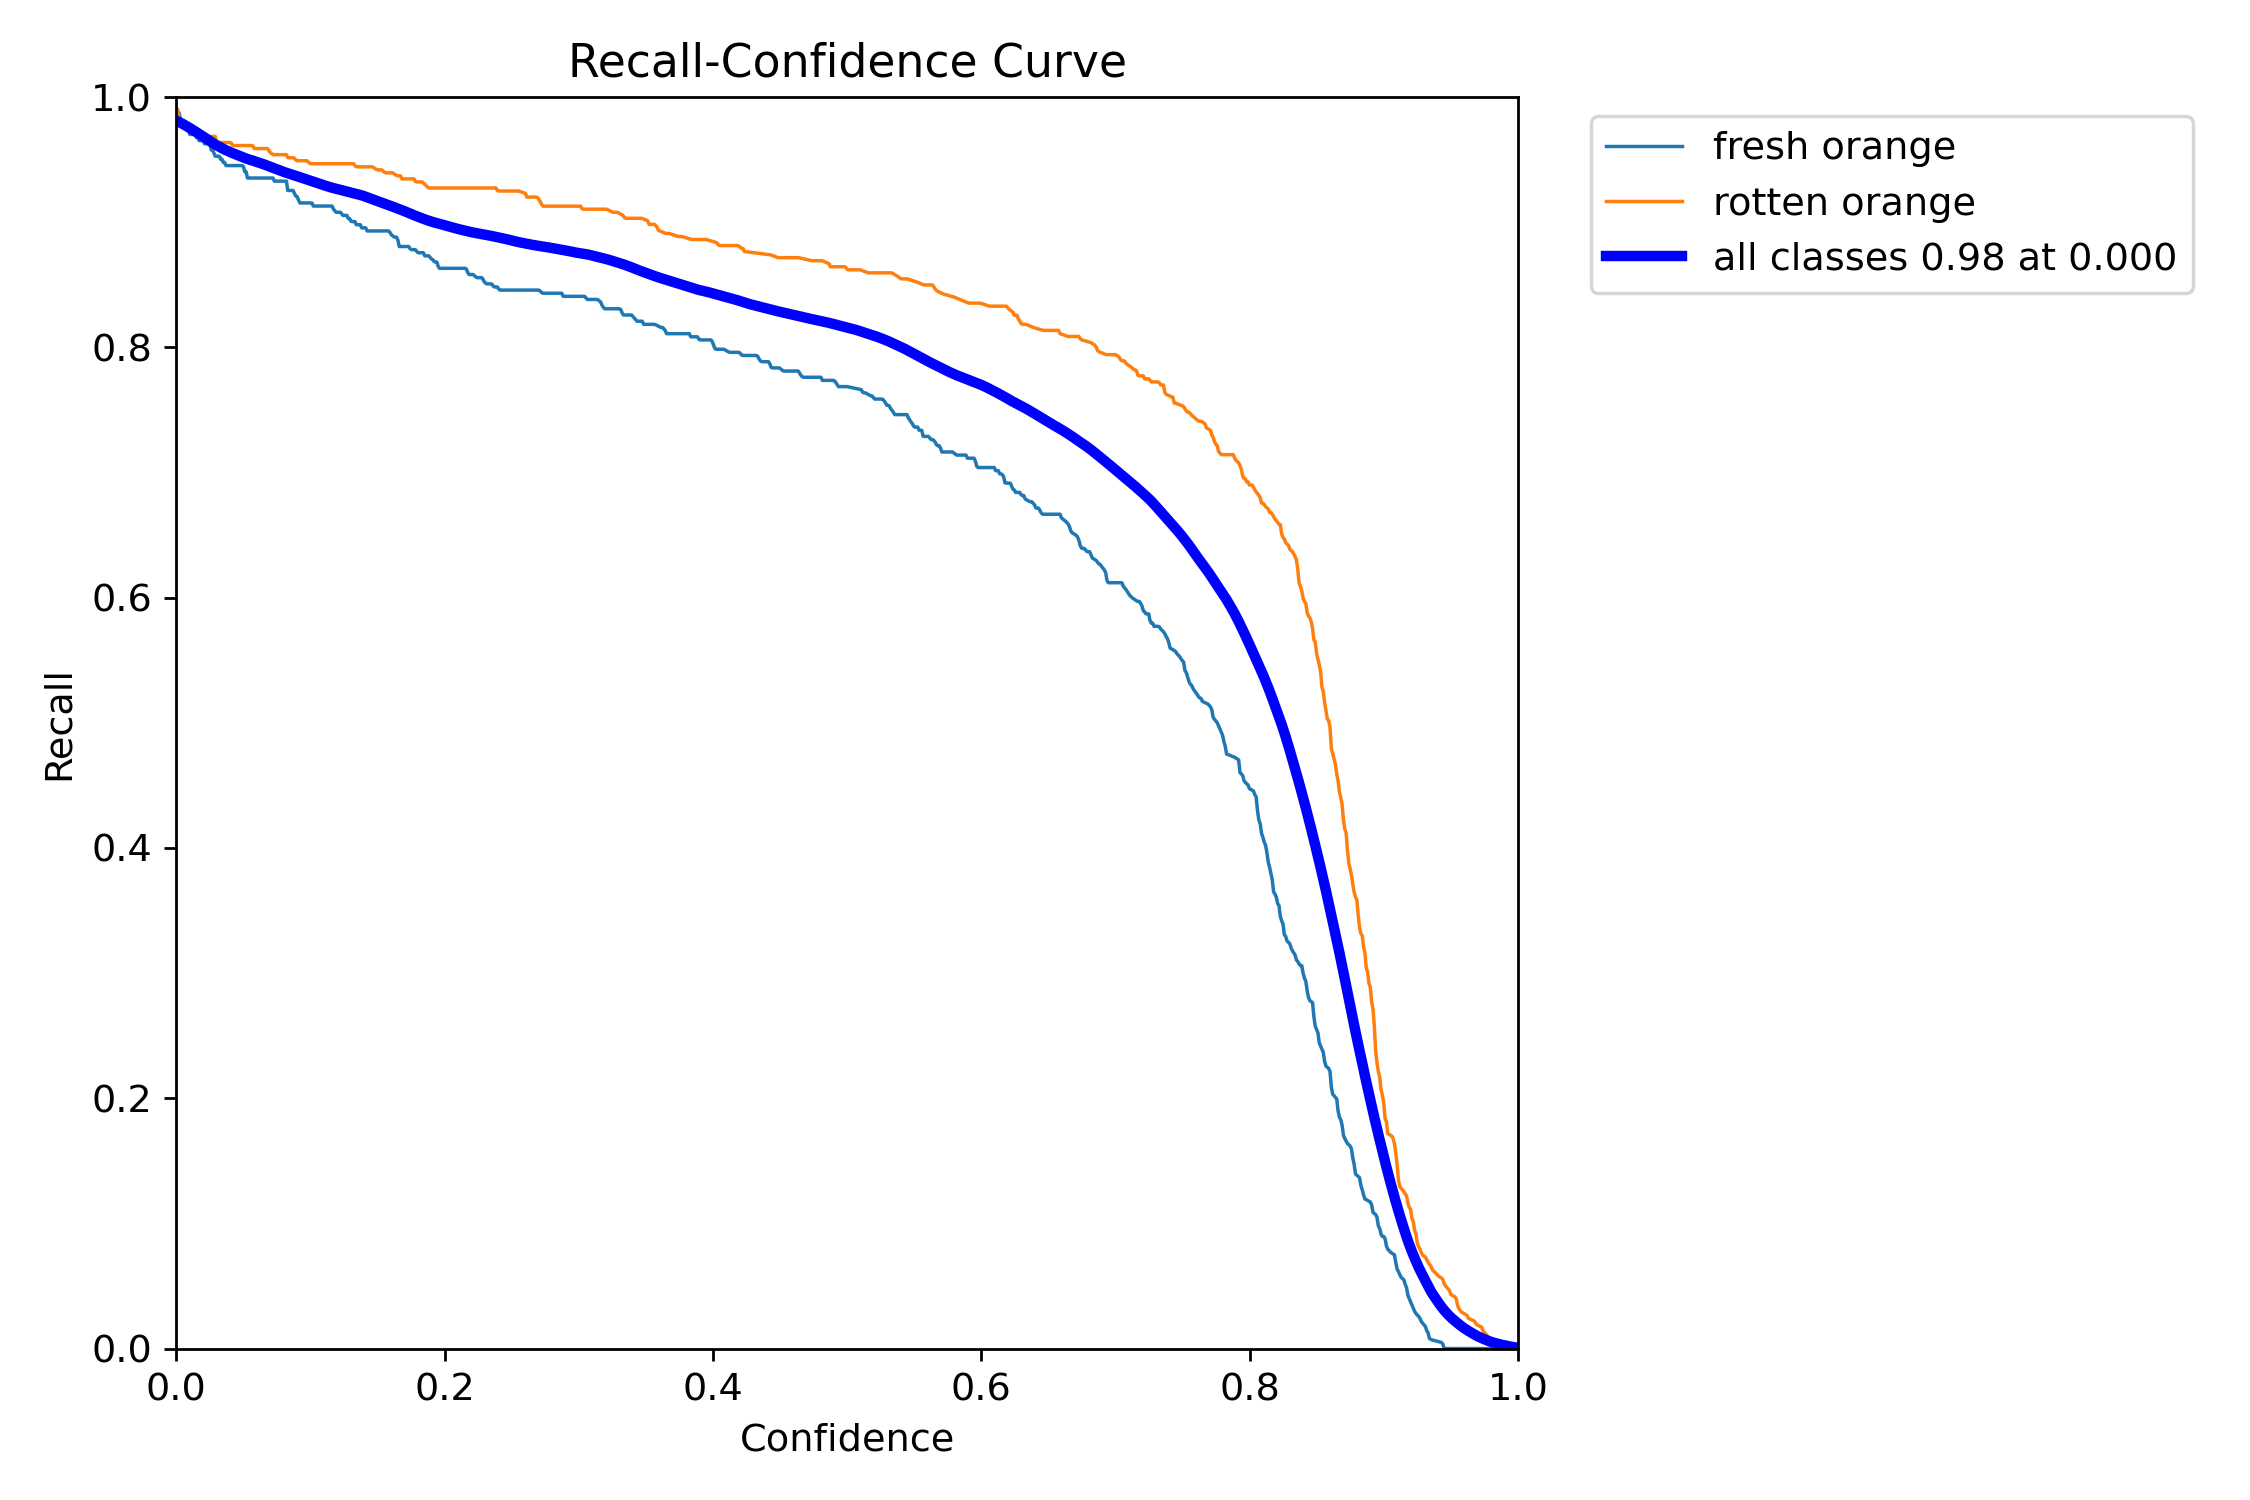 Recall-Confidence Curve
1.0
0.8
0.6
0.4
0.2
0.0
Recall
0.0 0.2 0.4 0.6 0.8 1.0
Confidence
fresh orange
rotten orange
all classes 0.98 at 0.000